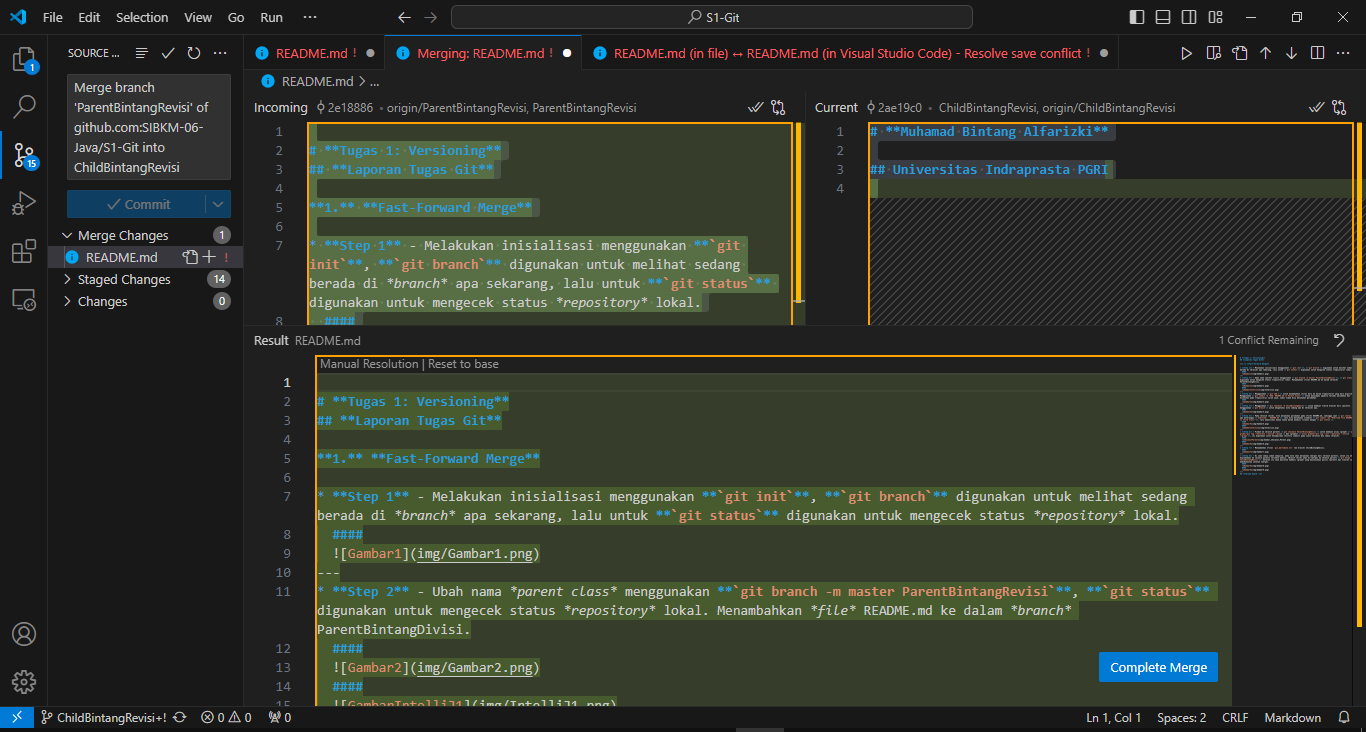 File Edit Selection View Go Run ··· S1-Git
SOURCE ...
README.md !
Merging: README.md !
README.md (in file) ↔ README.md (in Visual Studio Code) - Resolve save conflict !
README.md > ...
1
Merge branch
'ParentBintangRevisi' of
github.com:SIBKM-06-
Java/S1-Git into
ChildBintangRevisi
Commit
Merge Changes 1
README.md !
Staged Changes 14
Changes 0
15
Incoming 2e18886 • origin/ParentBintangRevisi, ParentBintangRevisi
1
2 # **Tugas 1: Versioning**
3 ## **Laporan Tugas Git**
4
5 **1.** **Fast-Forward Merge**
6
7 * **Step 1** - Melakukan inisialisasi menggunakan **`git
init`**, **`git branch`** digunakan untuk melihat sedang
berada di *branch* apa sekarang, lalu untuk **`git status`**
digunakan untuk mengecek status *repository* lokal.
8 ####
Current 2ae19c0 • ChildBintangRevisi, origin/ChildBintangRevisi
1 # **Muhamad Bintang Alfarizki**
2
3 ## Universitas Indraprasta PGRI
4
Result README.md 1 Conflict Remaining
Manual Resolution | Reset to base
1
2 # **Tugas 1: Versioning**
3 ## **Laporan Tugas Git**
4
5 **1.** **Fast-Forward Merge**
6
7 * **Step 1** - Melakukan inisialisasi menggunakan **`git init`**, **`git branch`** digunakan untuk melihat sedang
berada di *branch* apa sekarang, lalu untuk **`git status`** digunakan untuk mengecek status *repository* lokal.
8 ####
9 ![Gambar1](img/Gambar1.png)
10 ---
11 * **Step 2** - Ubah nama *parent class* menggunakan **`git branch -m master ParentBintangRevisi`**, **`git status`**
digunakan untuk mengecek status *repository* lokal. Menambahkan *file* README.md ke dalam *branch*
ParentBintangDivisi.
12 ####
13 ![Gambar2](img/Gambar2.png)
14 ####
15 ![GambarIntelliJ1](img/IntelliJ1.png)
Complete Merge
ChildBintangRevisi+! 0 0 0 Ln 1, Col 1 Spaces: 2 CRLF Markdown